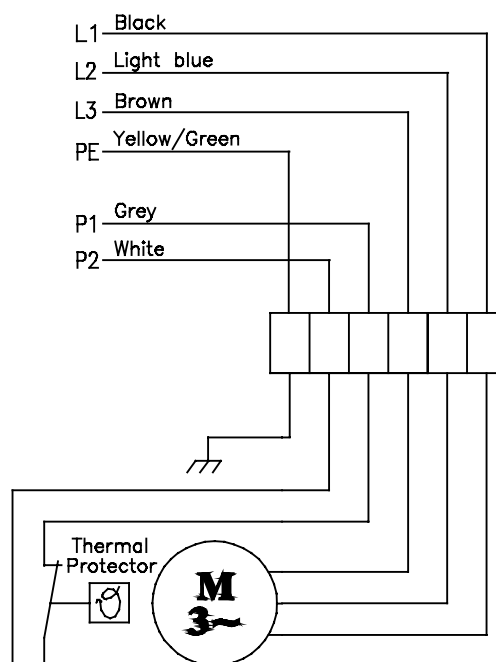 L1 Black
L2 Light blue
L3 Brown
PE Yellow/Green
P1 Grey
P2 White
Thermal
Protector
M
3~